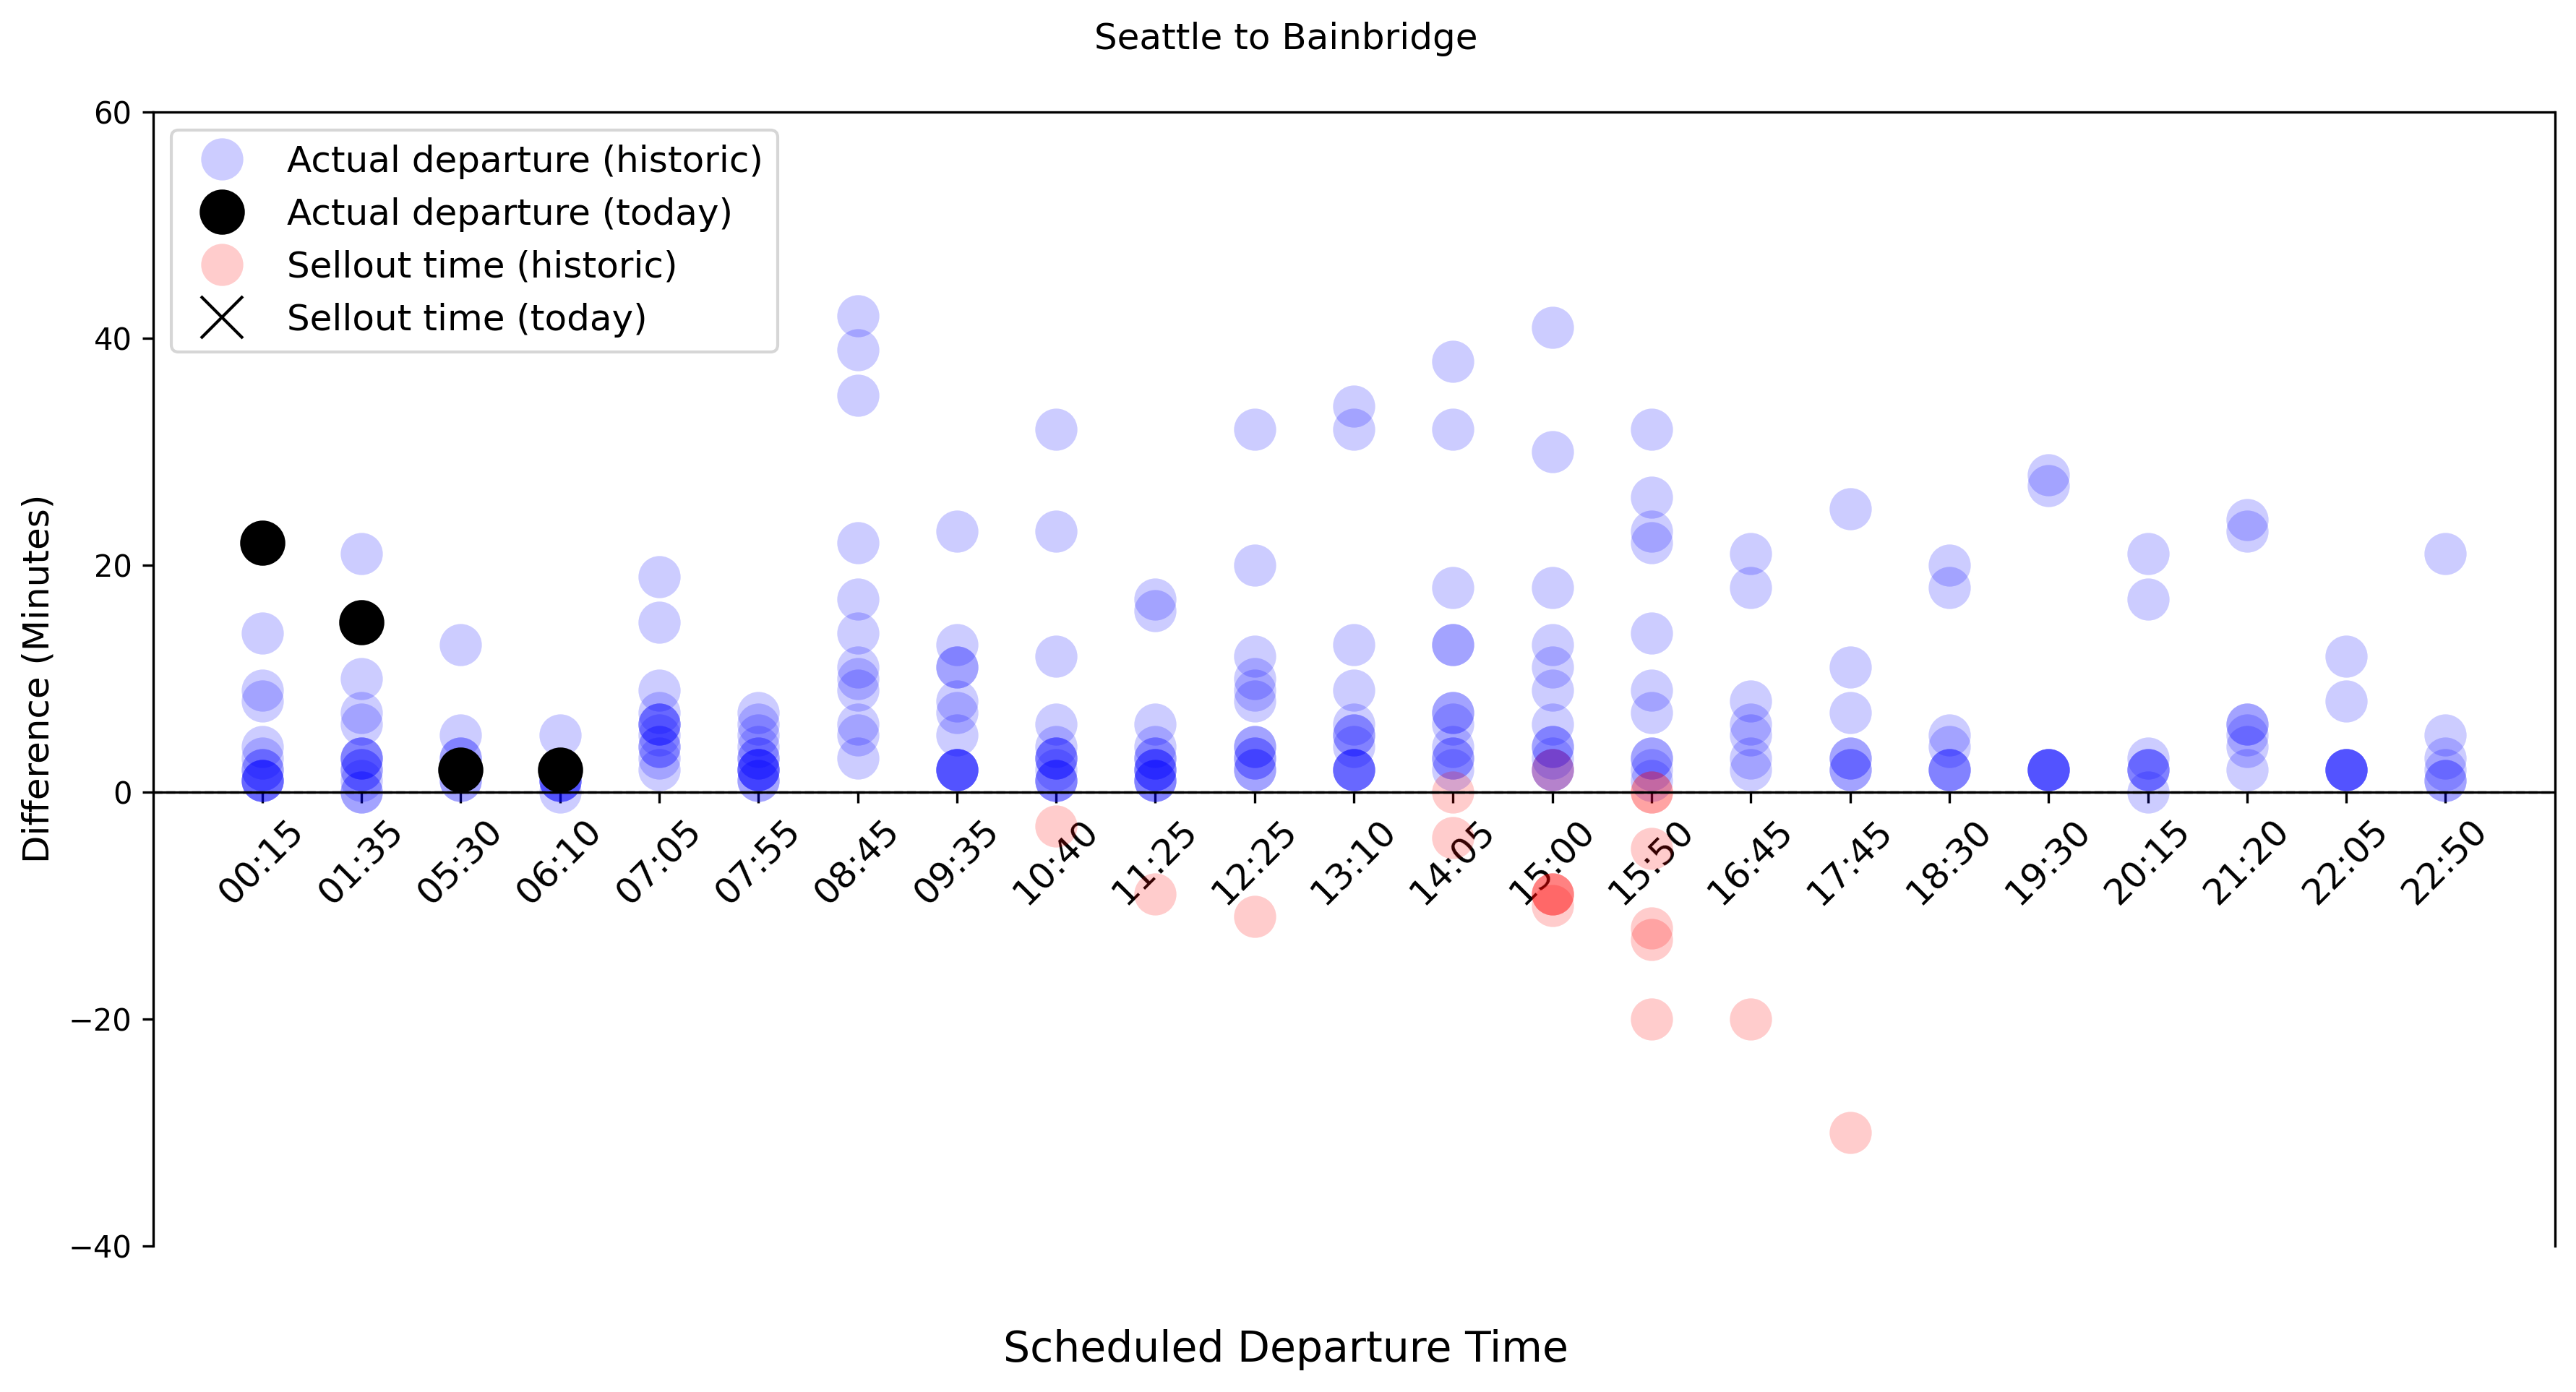 Seattle to Bainbridge
60
Actual departure (historic)
Actual departure (today)
Sellout time (historic)
Sellout time (today)
40
20
0
−20
−40
Difference (Minutes)
00:15 01:35 05:30 06:10 07:05 07:55 08:45 09:35 10:40 11:25 12:25 13:10 14:05 15:00 15:50 16:45 17:45 18:30 19:30 20:15 21:20 22:05 22:50
Scheduled Departure Time